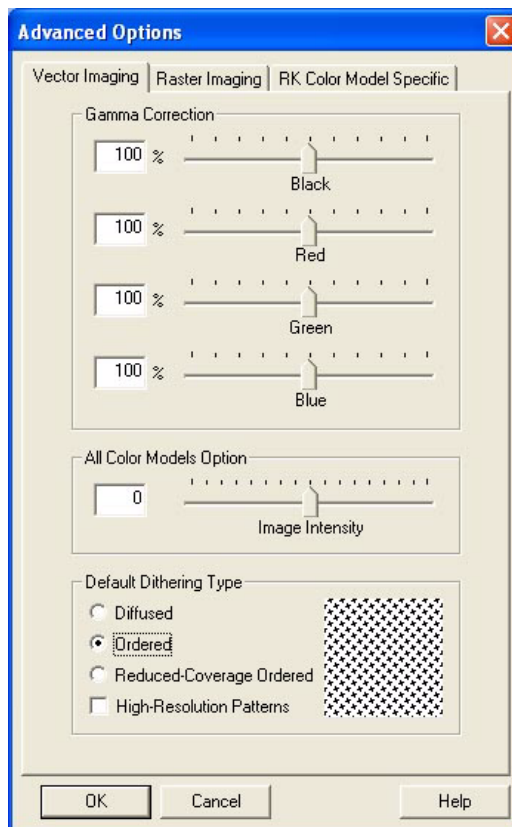 Advanced Options
Vector Imaging
Raster Imaging
RK Color Model Specific
Gamma Correction
100 %
Black
100 %
Red
100 %
Green
100 %
Blue
All Color Models Option
0
Image Intensity
Default Dithering Type
Diffused
Ordered
Reduced-Coverage Ordered
High-Resolution Patterns
OK
Cancel
Help